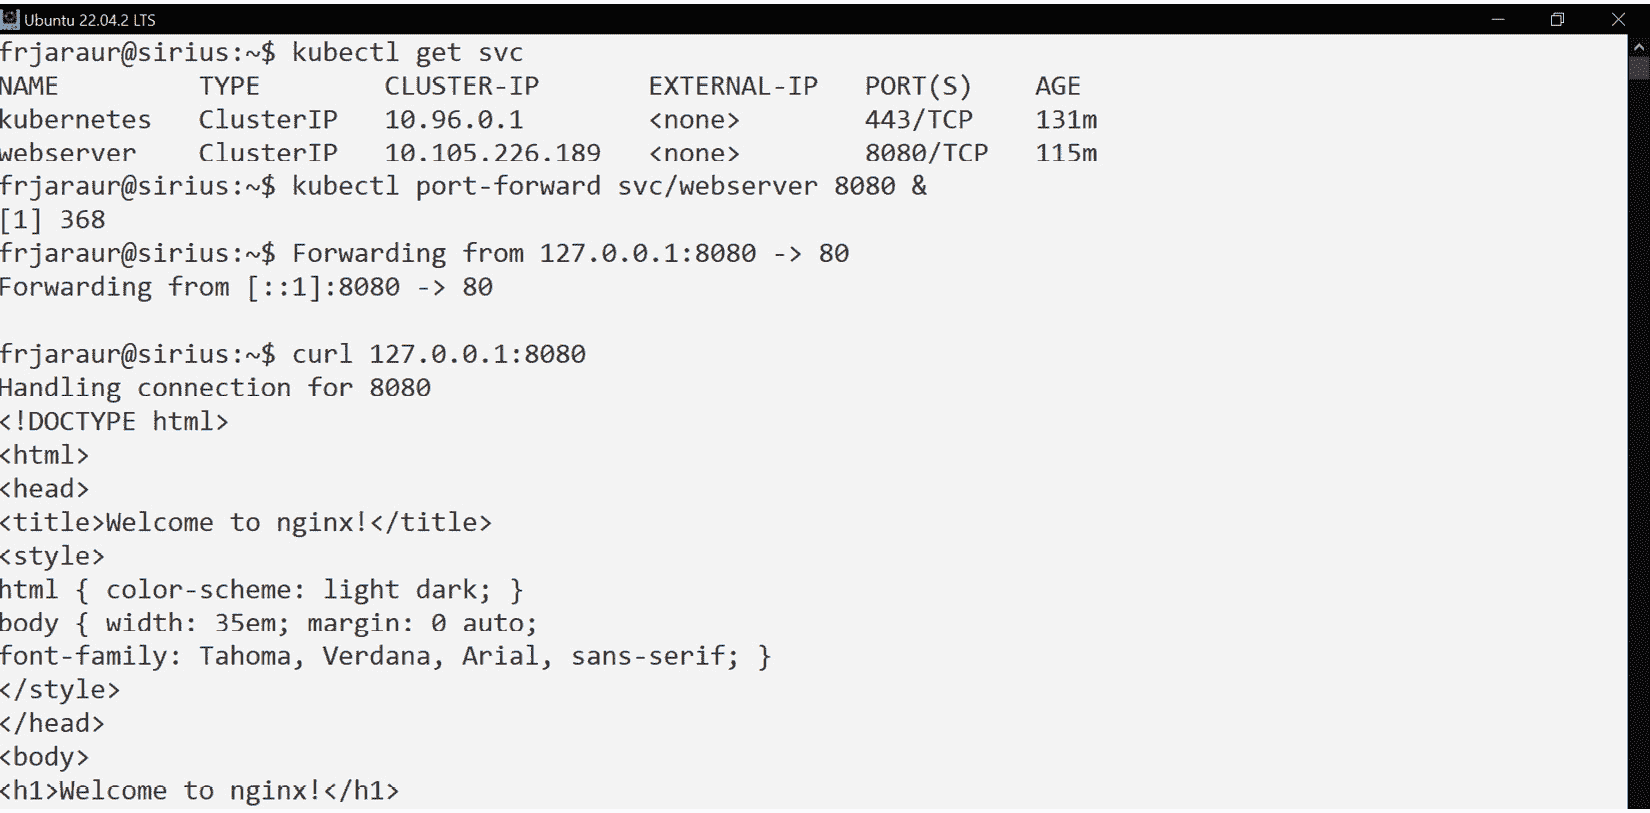 Ubuntu 22.04.2 LTS
frjaraur@sirius:~$ kubectl get svc
NAME         TYPE        CLUSTER-IP       EXTERNAL-IP   PORT(S)    AGE
kubernetes   ClusterIP   10.96.0.1        <none>        443/TCP    131m
webserver    ClusterIP   10.105.226.189   <none>        8080/TCP   115m
frjaraur@sirius:~$ kubectl port-forward svc/webserver 8080 &
[1] 368
frjaraur@sirius:~$ Forwarding from 127.0.0.1:8080 -> 80
Forwarding from [::1]:8080 -> 80
frjaraur@sirius:~$ curl 127.0.0.1:8080
Handling connection for 8080
<!DOCTYPE html>
<html>
<head>
<title>Welcome to nginx!</title>
<style>
html { color-scheme: light dark; }
body { width: 35em; margin: 0 auto;
font-family: Tahoma, Verdana, Arial, sans-serif; }
</style>
</head>
<body>
<h1>Welcome to nginx!</h1>